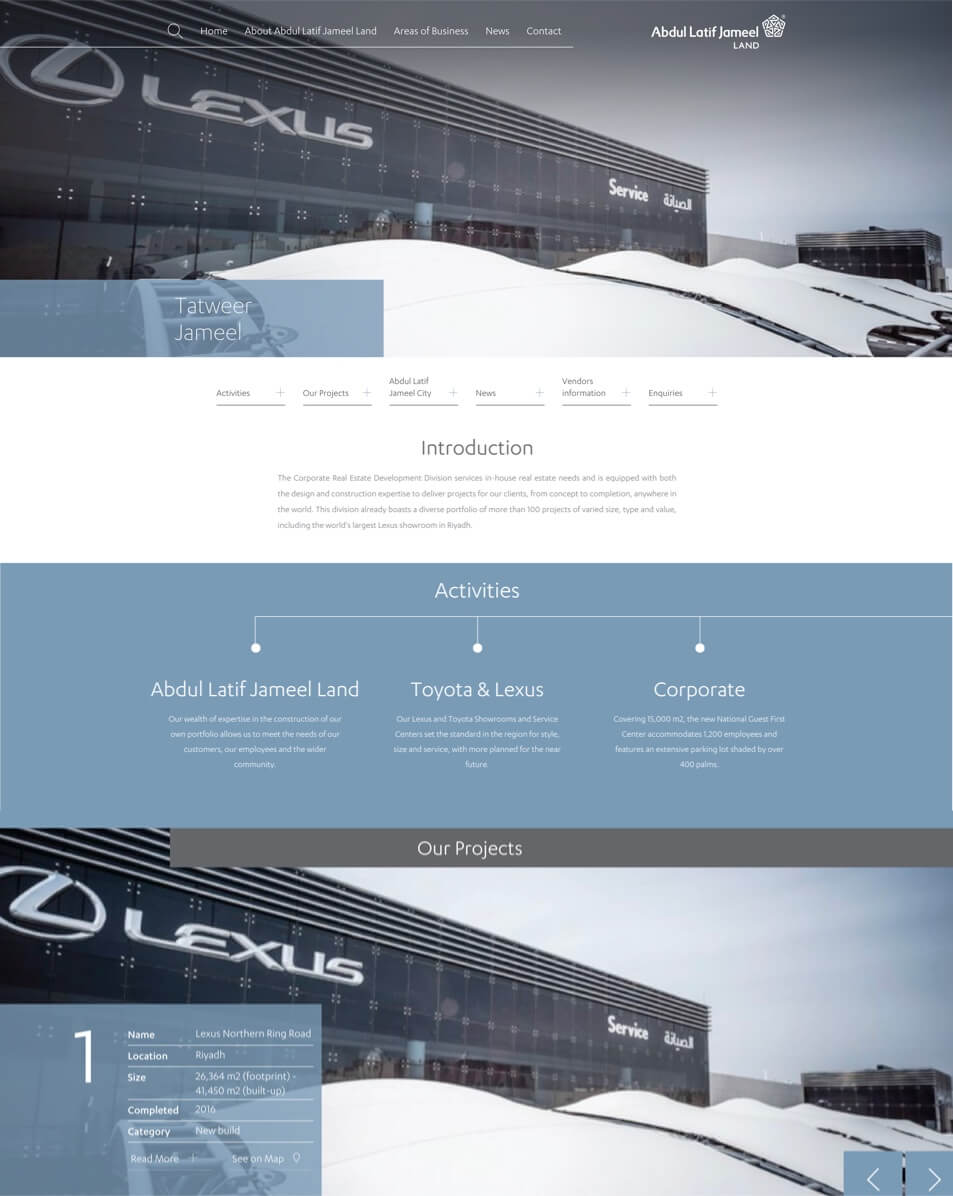 Home About Abdul Latif Jameel Land Areas of Business News Contact
Abdul Latif Jameel
LAND
LEXUS
Service الصيانة
Tatweer
Jameel
Activities
Our Projects
Abdul Latif
Jameel City
News
Vendors
information
Enquiries
Introduction
The Corporate Real Estate Development Division services in-house real estate needs and is equipped with both
the design and construction expertise to deliver projects for our clients, from concept to completion, anywhere in
the world. This division already boasts a diverse portfolio of more than 100 projects of varied size, type and value,
including the world's largest Lexus showroom in Riyadh.
Activities
Abdul Latif Jameel Land
Our wealth of expertise in the construction of our
own portfolio allows us to meet the needs of our
customers, our employees and the wider
community.
Toyota & Lexus
Our Lexus and Toyota Showrooms and Service
Centers set the standard in the region for style,
size and service, with more planned for the near
future.
Corporate
Covering 15,000 m2, the new National Guest First
Center accommodates 1,200 employees and
features an extensive parking lot shaded by over
400 palms.
Our Projects
LEXUS
Service الصيانة
1
Name Lexus Northern Ring Road
Location Riyadh
Size 26,364 m2 (footprint) -
41,450 m2 (built-up)
Completed 2016
Category New build
Read More See on Map